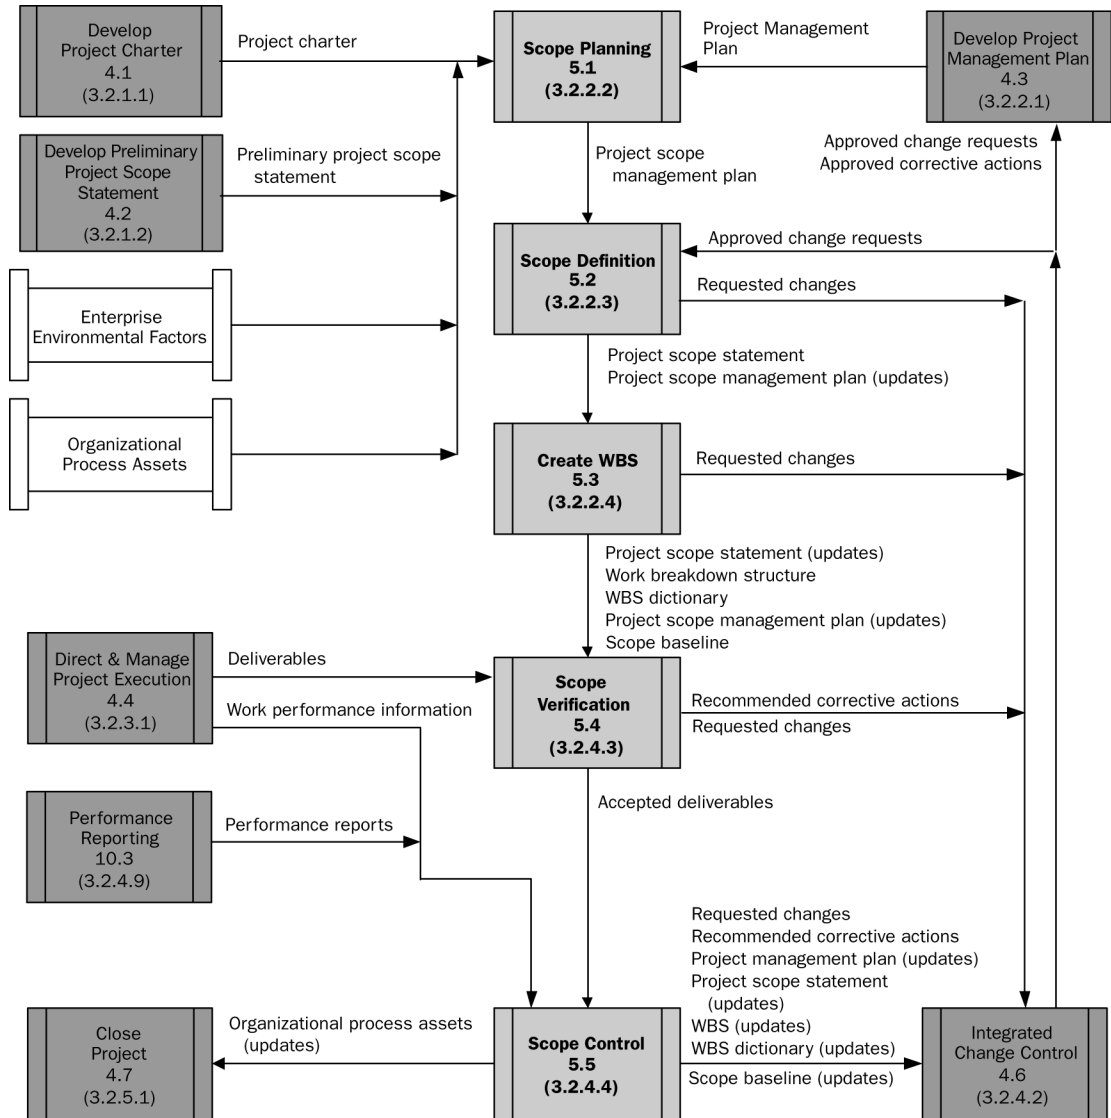 Develop
Project Charter
4.1
(3.2.1.1)
Project charter
Scope Planning
5.1
(3.2.2.2)
Project Management
Plan
Develop Project
Management Plan
4.3
(3.2.2.1)
Develop Preliminary
Project Scope
Statement
4.2
(3.2.1.2)
Preliminary project scope
statement
Project scope
management plan
Approved change requests
Approved corrective actions
Scope Definition
5.2
(3.2.2.3)
Approved change requests
Requested changes
Enterprise
Environmental Factors
Project scope statement
Project scope management plan (updates)
Organizational
Process Assets
Create WBS
5.3
(3.2.2.4)
Requested changes
Project scope statement (updates)
Work breakdown structure
WBS dictionary
Project scope management plan (updates)
Scope baseline
Direct & Manage
Project Execution
4.4
(3.2.3.1)
Deliverables
Work performance information
Scope
Verification
5.4
(3.2.4.3)
Recommended corrective actions
Requested changes
Accepted deliverables
Performance
Reporting
10.3
(3.2.4.9)
Performance reports
Requested changes
Recommended corrective actions
Project management plan (updates)
Project scope statement
(updates)
WBS (updates)
WBS dictionary (updates)
Scope baseline (updates)
Close
Project
4.7
(3.2.5.1)
Organizational process assets
(updates)
Scope Control
5.5
(3.2.4.4)
Integrated
Change Control
4.6
(3.2.4.2)